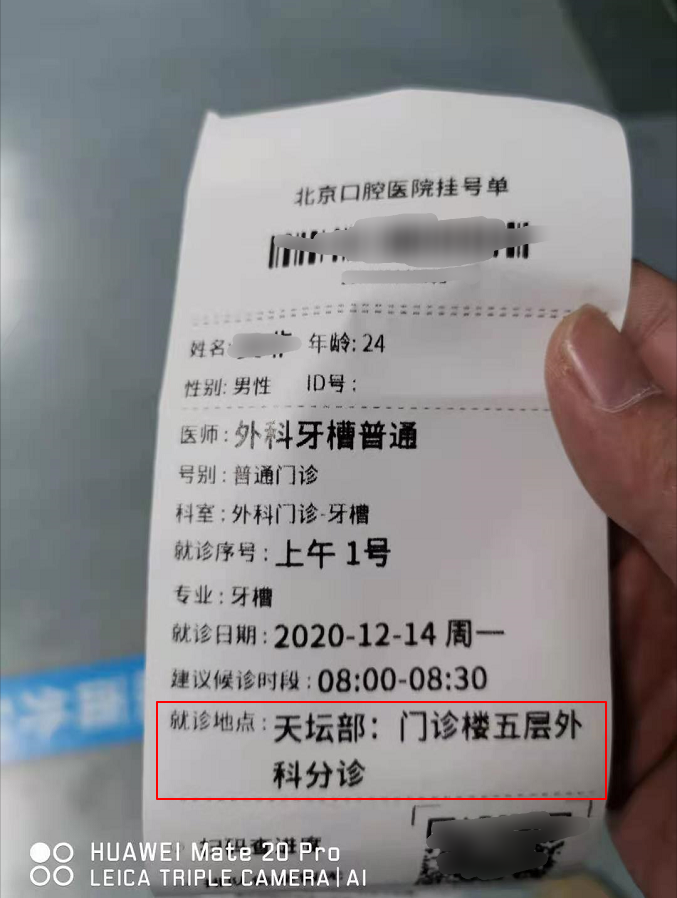 北京口腔医院挂号单
姓名: 年龄: 24
性别: 男性 ID号:
医师: 外科牙槽普通
号别: 普通门诊
科室: 外科门诊-牙槽
就诊序号: 上午 1号
专业: 牙槽
就诊日期: 2020-12-14 周一
建议候诊时段: 08:00-08:30
就诊地点: 天坛部: 门诊楼五层外
科分诊
扫码查进度
HUAWEI Mate 20 Pro
LEICA TRIPLE CAMERA | AI